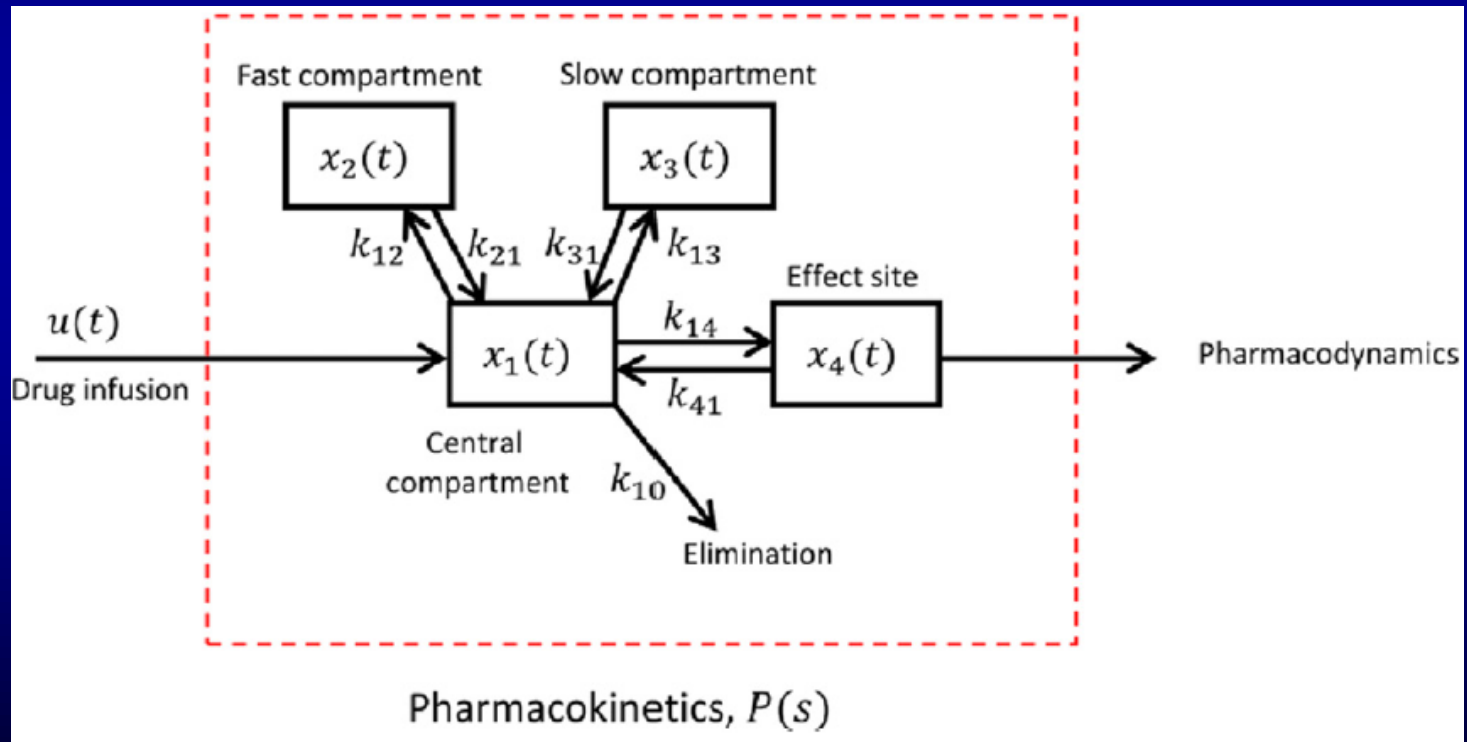 Fast compartment
Slow compartment
x₂(t)
x₃(t)
k₁₂
k₂₁
k₃₁
k₁₃
Effect site
u(t)
k₁₄
x₁(t)
x₄(t)
Pharmacodynamics
Drug infusion
k₄₁
Central
compartment
k₁₀
Elimination
Pharmacokinetics, P(s)